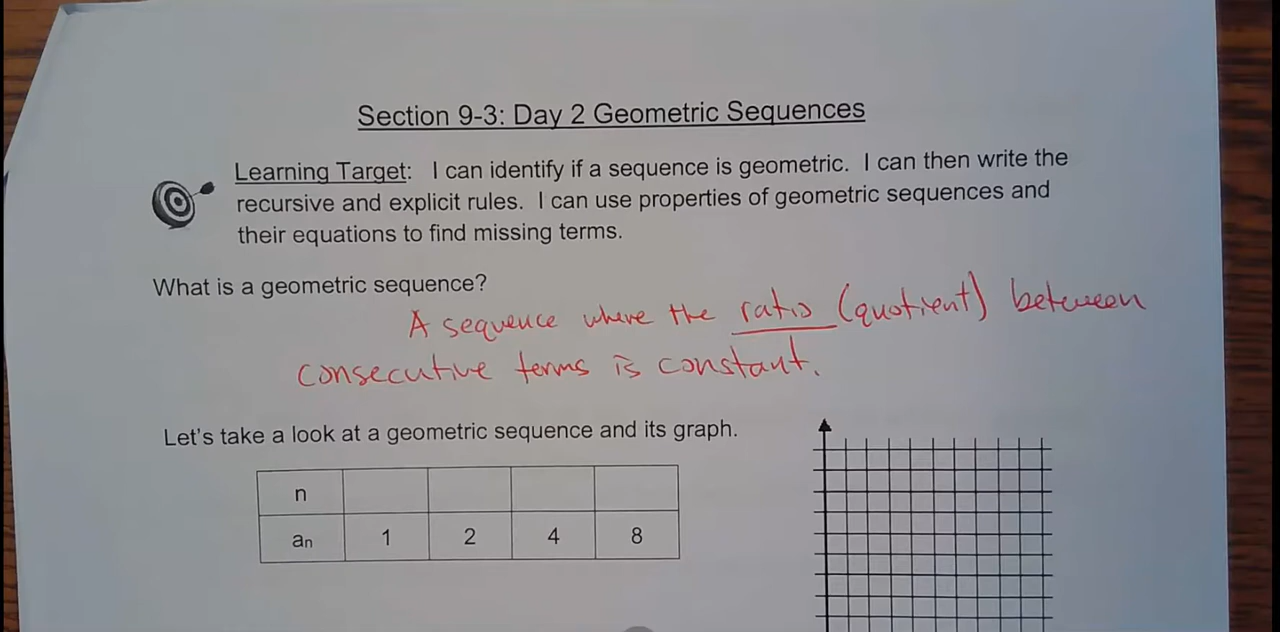 Section 9-3: Day 2 Geometric Sequences
Learning Target: I can identify if a sequence is geometric. I can then write the
recursive and explicit rules. I can use properties of geometric sequences and
their equations to find missing terms.
What is a geometric sequence?
A sequence where the ratio (quotient) between
consecutive terms is constant.
Let's take a look at a geometric sequence and its graph.
n
an 1 2 4 8